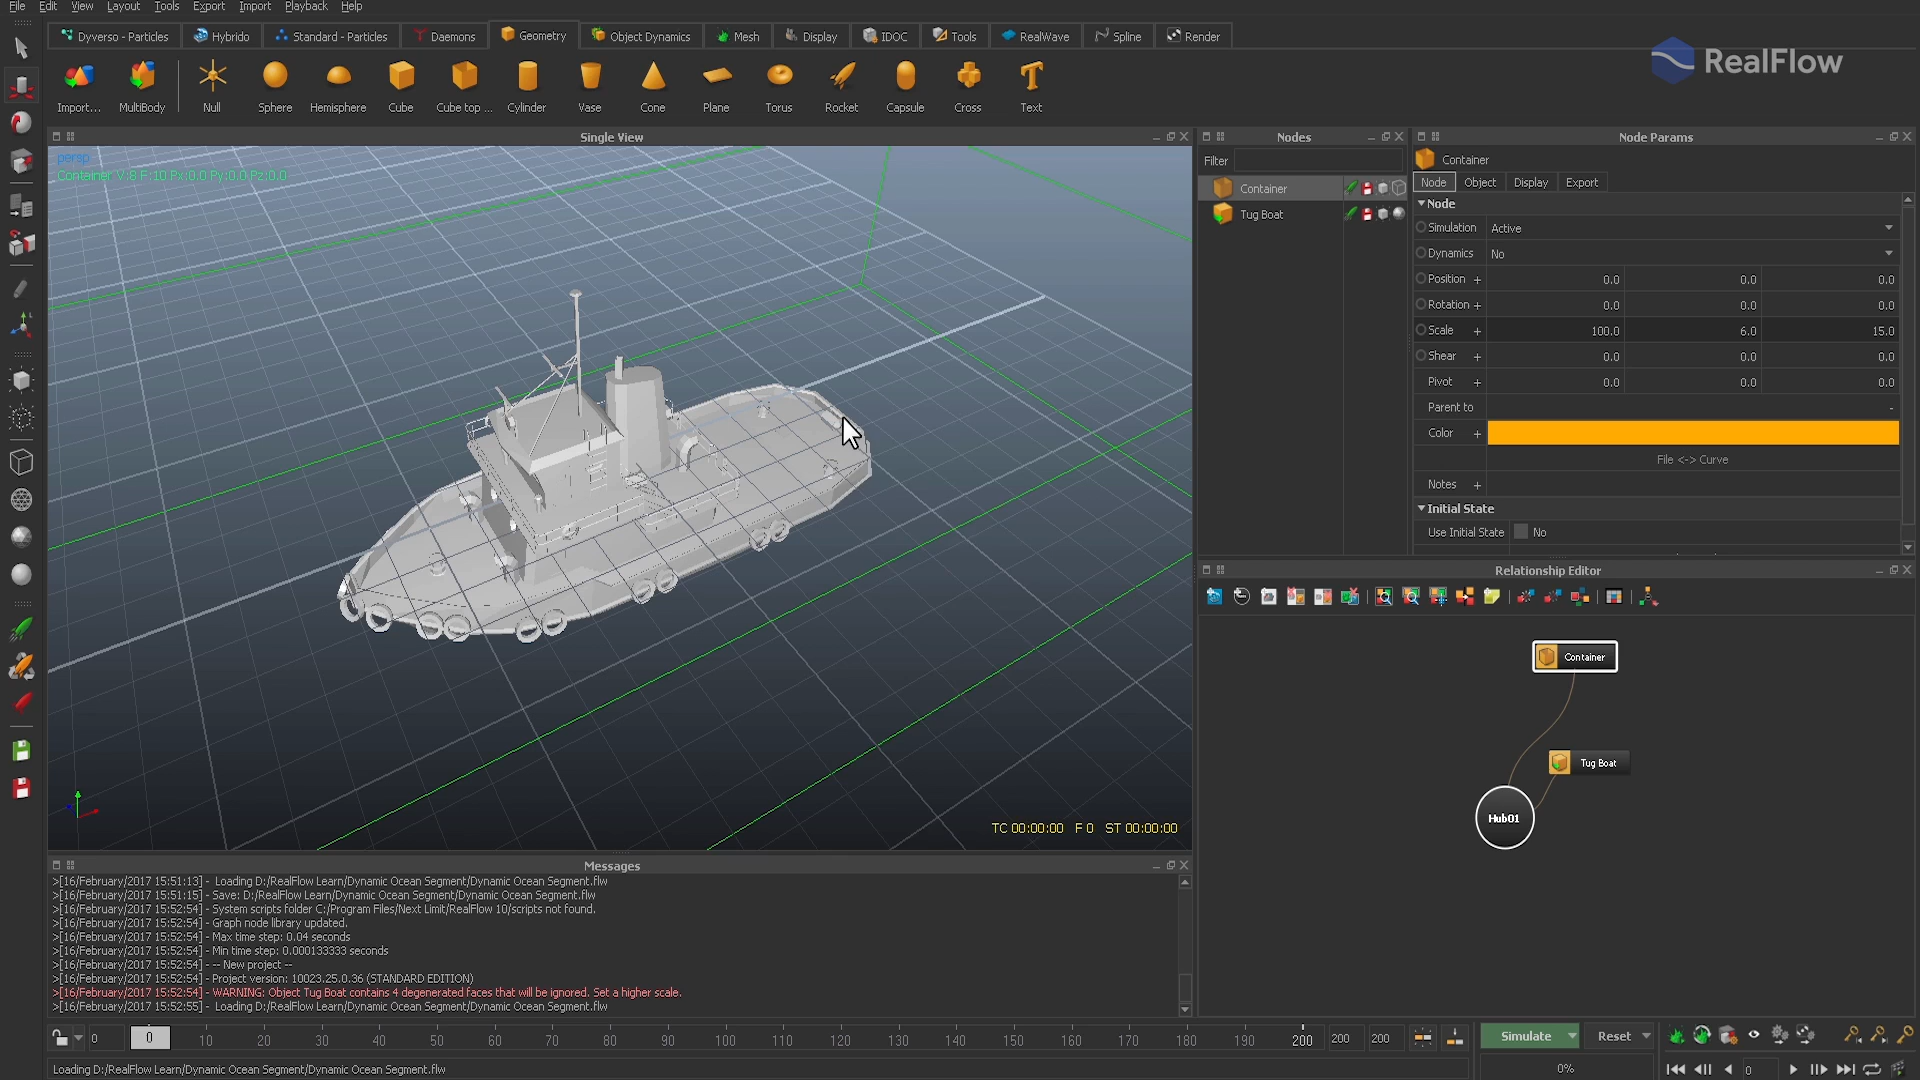 File Edit View Layout Tools Export Import Playback Help
Dyverso - Particles Hybrido Standard - Particles Daemons Geometry Object Dynamics Mesh Display IDOC Tools RealWave Spline Render
RealFlow
Import... MultiBody Null Sphere Hemisphere Cube Cube top ... Cylinder Vase Cone Plane Torus Rocket Capsule Cross Text
Single View
persp
Container V:8 F:10 Px:0.0 Py:0.0 Pz:0.0
TC 00:00:00 F 0 ST 00:00:00
Nodes
Filter
Container
Tug Boat
Node Params
Container
Node Object Display Export
Node
Simulation Active
Dynamics No
Position + 0.0 0.0 0.0
Rotation + 0.0 0.0 0.0
Scale + 100.0 6.0 15.0
Shear + 0.0 0.0 0.0
Pivot + 0.0 0.0 0.0
Parent to -
Color +
File <-> Curve
Notes +
Initial State
Use Initial State No
Relationship Editor
Container
Tug Boat
Hub01
Messages
>[16/February/2017 15:51:13] - Loading D:/RealFlow Learn/Dynamic Ocean Segment/Dynamic Ocean Segment.flw
>[16/February/2017 15:51:15] - Save: D:/RealFlow Learn/Dynamic Ocean Segment/Dynamic Ocean Segment.flw
>[16/February/2017 15:52:54] - System scripts folder C:/Program Files/Next Limit/RealFlow 10/scripts not found.
>[16/February/2017 15:52:54] - Graph node library updated.
>[16/February/2017 15:52:54] - Max time step: 0.04 seconds
>[16/February/2017 15:52:54] - Min time step: 0.000133333 seconds
>[16/February/2017 15:52:54] - -- New project --
>[16/February/2017 15:52:54] - Project version: 10023.25.0.36 (STANDARD EDITION)
>[16/February/2017 15:52:54] - WARNING: Object Tug Boat contains 4 degenerated faces that will be ignored. Set a higher scale.
>[16/February/2017 15:52:55] - Loading D:/RealFlow Learn/Dynamic Ocean Segment/Dynamic Ocean Segment.flw
0 0 10 20 30 40 50 60 70 80 90 100 110 120 130 140 150 160 170 180 190 200 200 200
Simulate Reset
Loading D:/RealFlow Learn/Dynamic Ocean Segment/Dynamic Ocean Segment.flw
0% 0